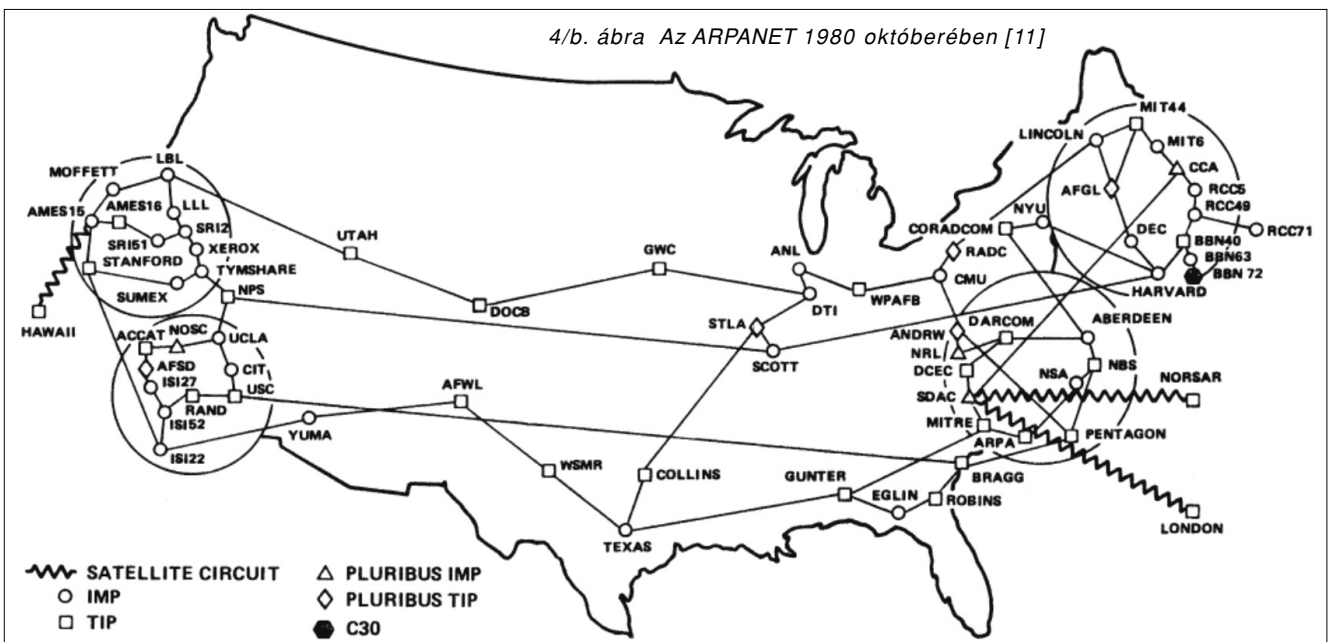 4/b. ábra Az ARPANET 1980 októberében [11]
MIT44
LINCOLN
MIT6
CCA
AFGL
RCC5
RCC49
RCC71
DEC
BBN40
BBN63
BBN 72
HARVARD
NYU
CORADCOM
RADC
CMU
LBL
MOFFETT
AMES16
AMES15
LLL
SRI2
SRI51
XEROX
STANFORD
TYMSHARE
SUMEX
NPS
HAWAII
UTAH
GWC
DOCB
ANL
WPAFB
DTI
STLA
SCOTT
ACCAT
NOSC
UCLA
AFSD
CIT
ISI27
USC
RAND
ISI52
ISI22
YUMA
AFWL
WSMR
COLLINS
TEXAS
GUNTER
EGLIN
ROBINS
BRAGG
ANDRW
DARCOM
ABERDEEN
NRL
DCEC
NSA
NBS
SDAC
NORSAR
MITRE
ARPA
PENTAGON
LONDON
SATELLITE CIRCUIT
IMP
TIP
PLURIBUS IMP
PLURIBUS TIP
C30